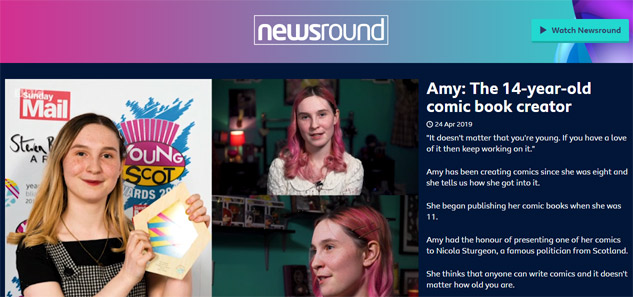 newsround
Watch Newsround
Sunday
Mail
YOUNG
SCOT
AWARDS
Amy: The 14-year-old
comic book creator
24 Apr 2019
"It doesn't matter that you're young. If you have a love
of it then keep working on it."
Amy has been creating comics since she was eight and
she tells us how she got into it.
She began publishing her comic books when she was
11.
Amy had the honour of presenting one of her comics
to Nicola Sturgeon, a famous politician from Scotland.
She thinks that anyone can write comics and it doesn't
matter how old you are.